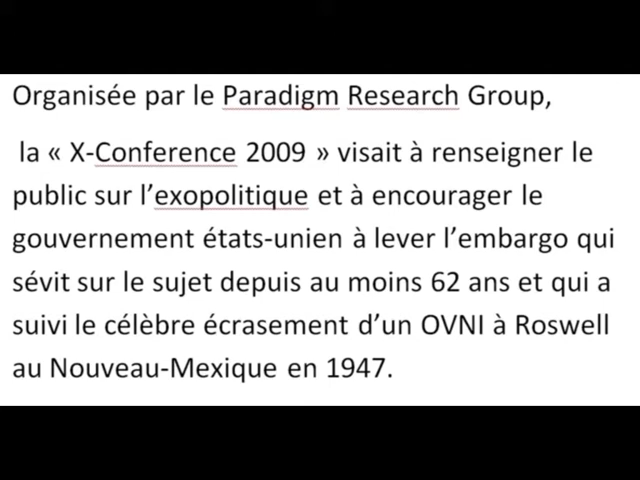 Organisée par le Paradigm Research Group,
la « X-Conference 2009 » visait à renseigner le
public sur l’exopolitique et à encourager le
gouvernement états-unien à lever l’embargo qui
sévit sur le sujet depuis au moins 62 ans et qui a
suivi le célèbre écrasement d’un OVNI à Roswell
au Nouveau-Mexique en 1947.